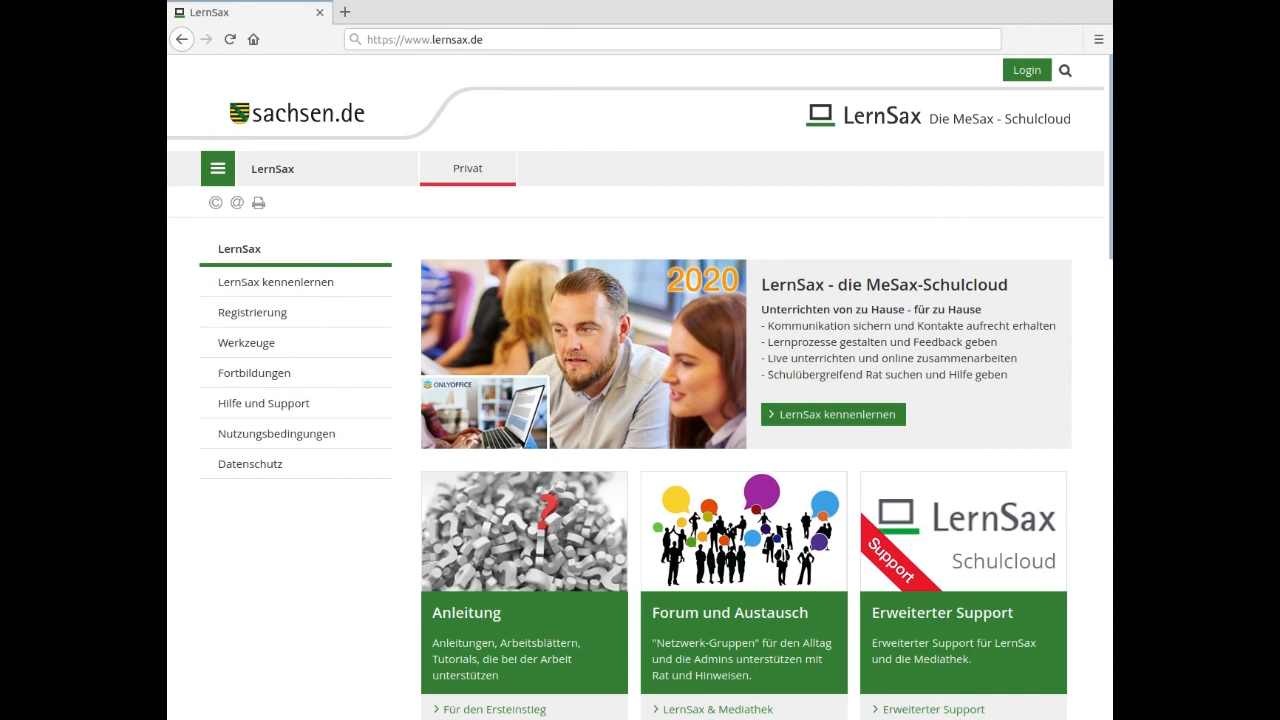 LernSax
https://www.lernsax.de
Login
sachsen.de
LernSax Die MeSax - Schulcloud
LernSax
Privat
LernSax
LernSax kennenlernen
Registrierung
Werkzeuge
Fortbildungen
Hilfe und Support
Nutzungsbedingungen
Datenschutz
2020
ONLYOFFICE
LernSax - die MeSax-Schulcloud
Unterrichten von zu Hause - für zu Hause
- Kommunikation sichern und Kontakte aufrecht erhalten
- Lernprozesse gestalten und Feedback geben
- Live unterrichten und online zusammenarbeiten
- Schulübergreifend Rat suchen und Hilfe geben
LernSax kennenlernen
Anleitung
Anleitungen, Arbeitsblättern,
Tutorials, die bei der Arbeit
unterstützen
Für den Ersteinstieg
Forum und Austausch
"Netzwerk-Gruppen" für den Alltag
und die Admins unterstützen mit
Rat und Hinweisen.
LernSax & Mediathek
LernSax
Schulcloud
Support
Erweiterter Support
Erweiterter Support für LernSax
und die Mediathek.
Erweiterter Support